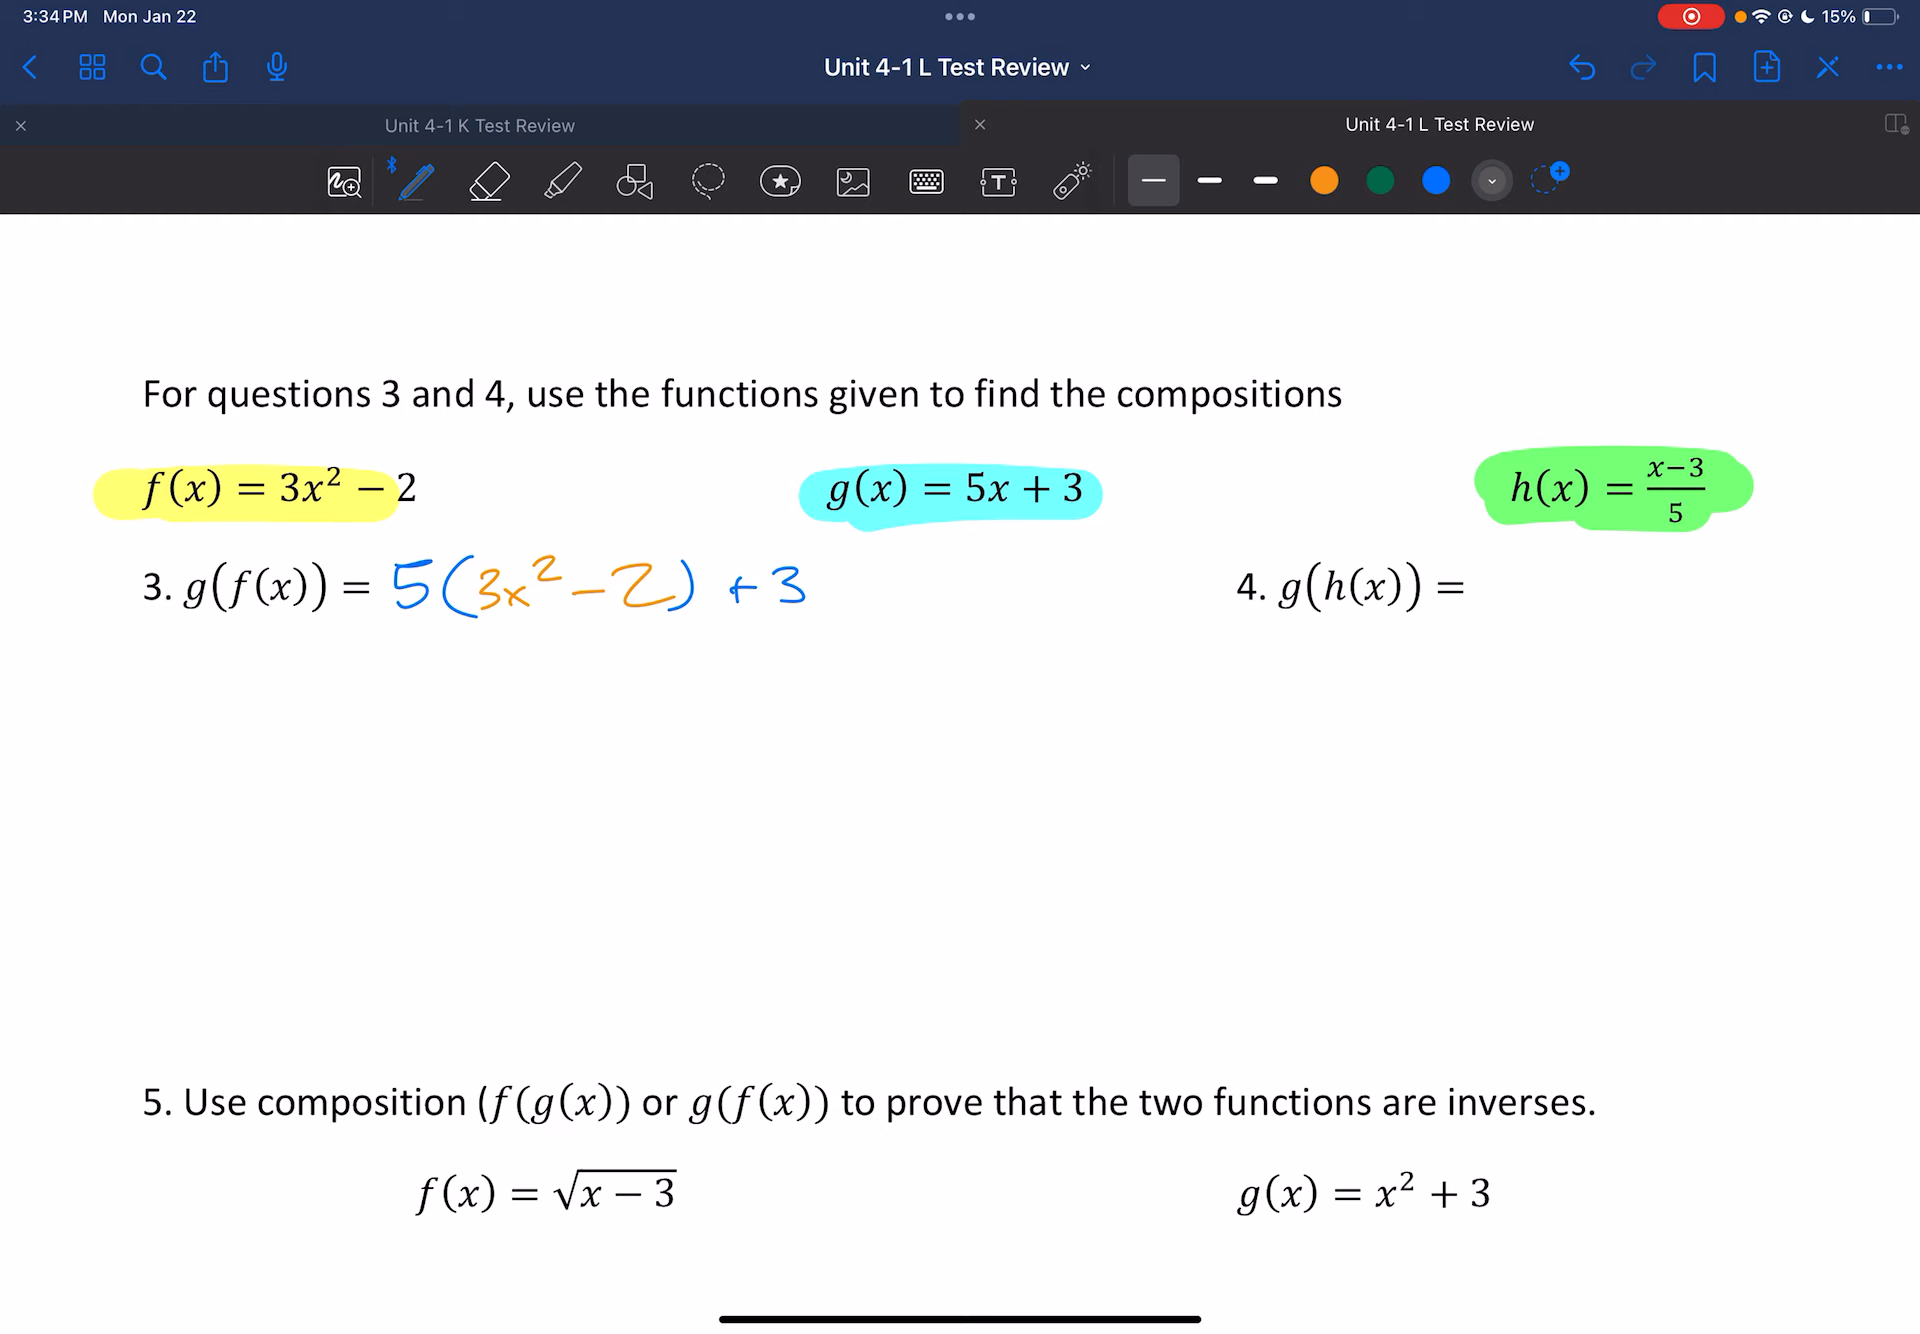 3:34 PM Mon Jan 22
15%
Unit 4-1 L Test Review
Unit 4-1 K Test Review
Unit 4-1 L Test Review
For questions 3 and 4, use the functions given to find the compositions
f(x) = 3x² − 2 g(x) = 5x + 3 h(x) = (x−3)/5
3. g(f(x)) = 5(3x² − 2) + 3 4. g(h(x)) =
5. Use composition (f(g(x)) or g(f(x)) to prove that the two functions are inverses.
f(x) = √(x − 3) g(x) = x² + 3